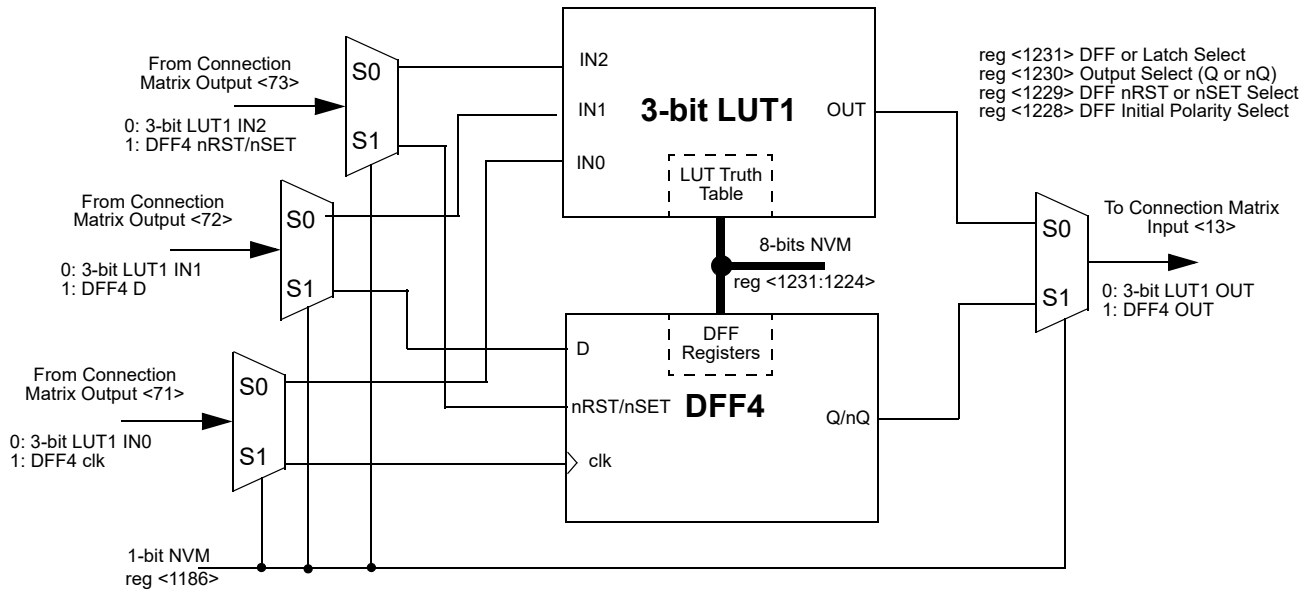 From Connection
Matrix Output <73>
0: 3-bit LUT1 IN2
1: DFF4 nRST/nSET
S0
S1
From Connection
Matrix Output <72>
0: 3-bit LUT1 IN1
1: DFF4 D
S0
S1
From Connection
Matrix Output <71>
0: 3-bit LUT1 IN0
1: DFF4 clk
S0
S1
1-bit NVM
reg <1186>
IN2
IN1
IN0
3-bit LUT1
OUT
LUT Truth
Table
8-bits NVM
reg <1231:1224>
DFF
Registers
D
nRST/nSET
clk
DFF4
Q/nQ
reg <1231> DFF or Latch Select
reg <1230> Output Select (Q or nQ)
reg <1229> DFF nRST or nSET Select
reg <1228> DFF Initial Polarity Select
S0
S1
To Connection Matrix
Input <13>
0: 3-bit LUT1 OUT
1: DFF4 OUT